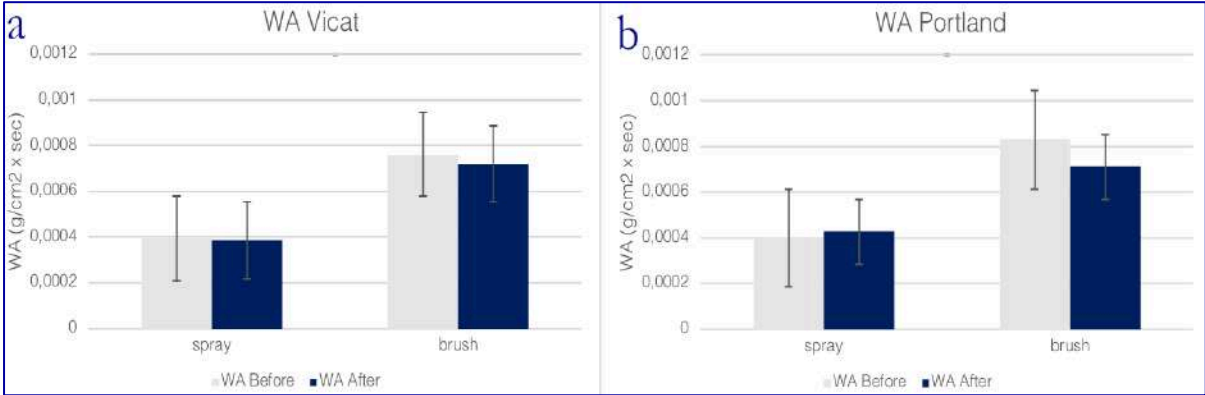 a
WA Vicat
0,0012
0,001
0,0008
0,0006
0,0004
0,0002
0
WA (g/cm2 x sec)
spray
brush
WA Before
WA After
b
WA Portland
0,0012
0,001
0,0008
0,0006
0,0004
0,0002
0
WA (g/cm2 x sec)
spray
brush
WA Before
WA After